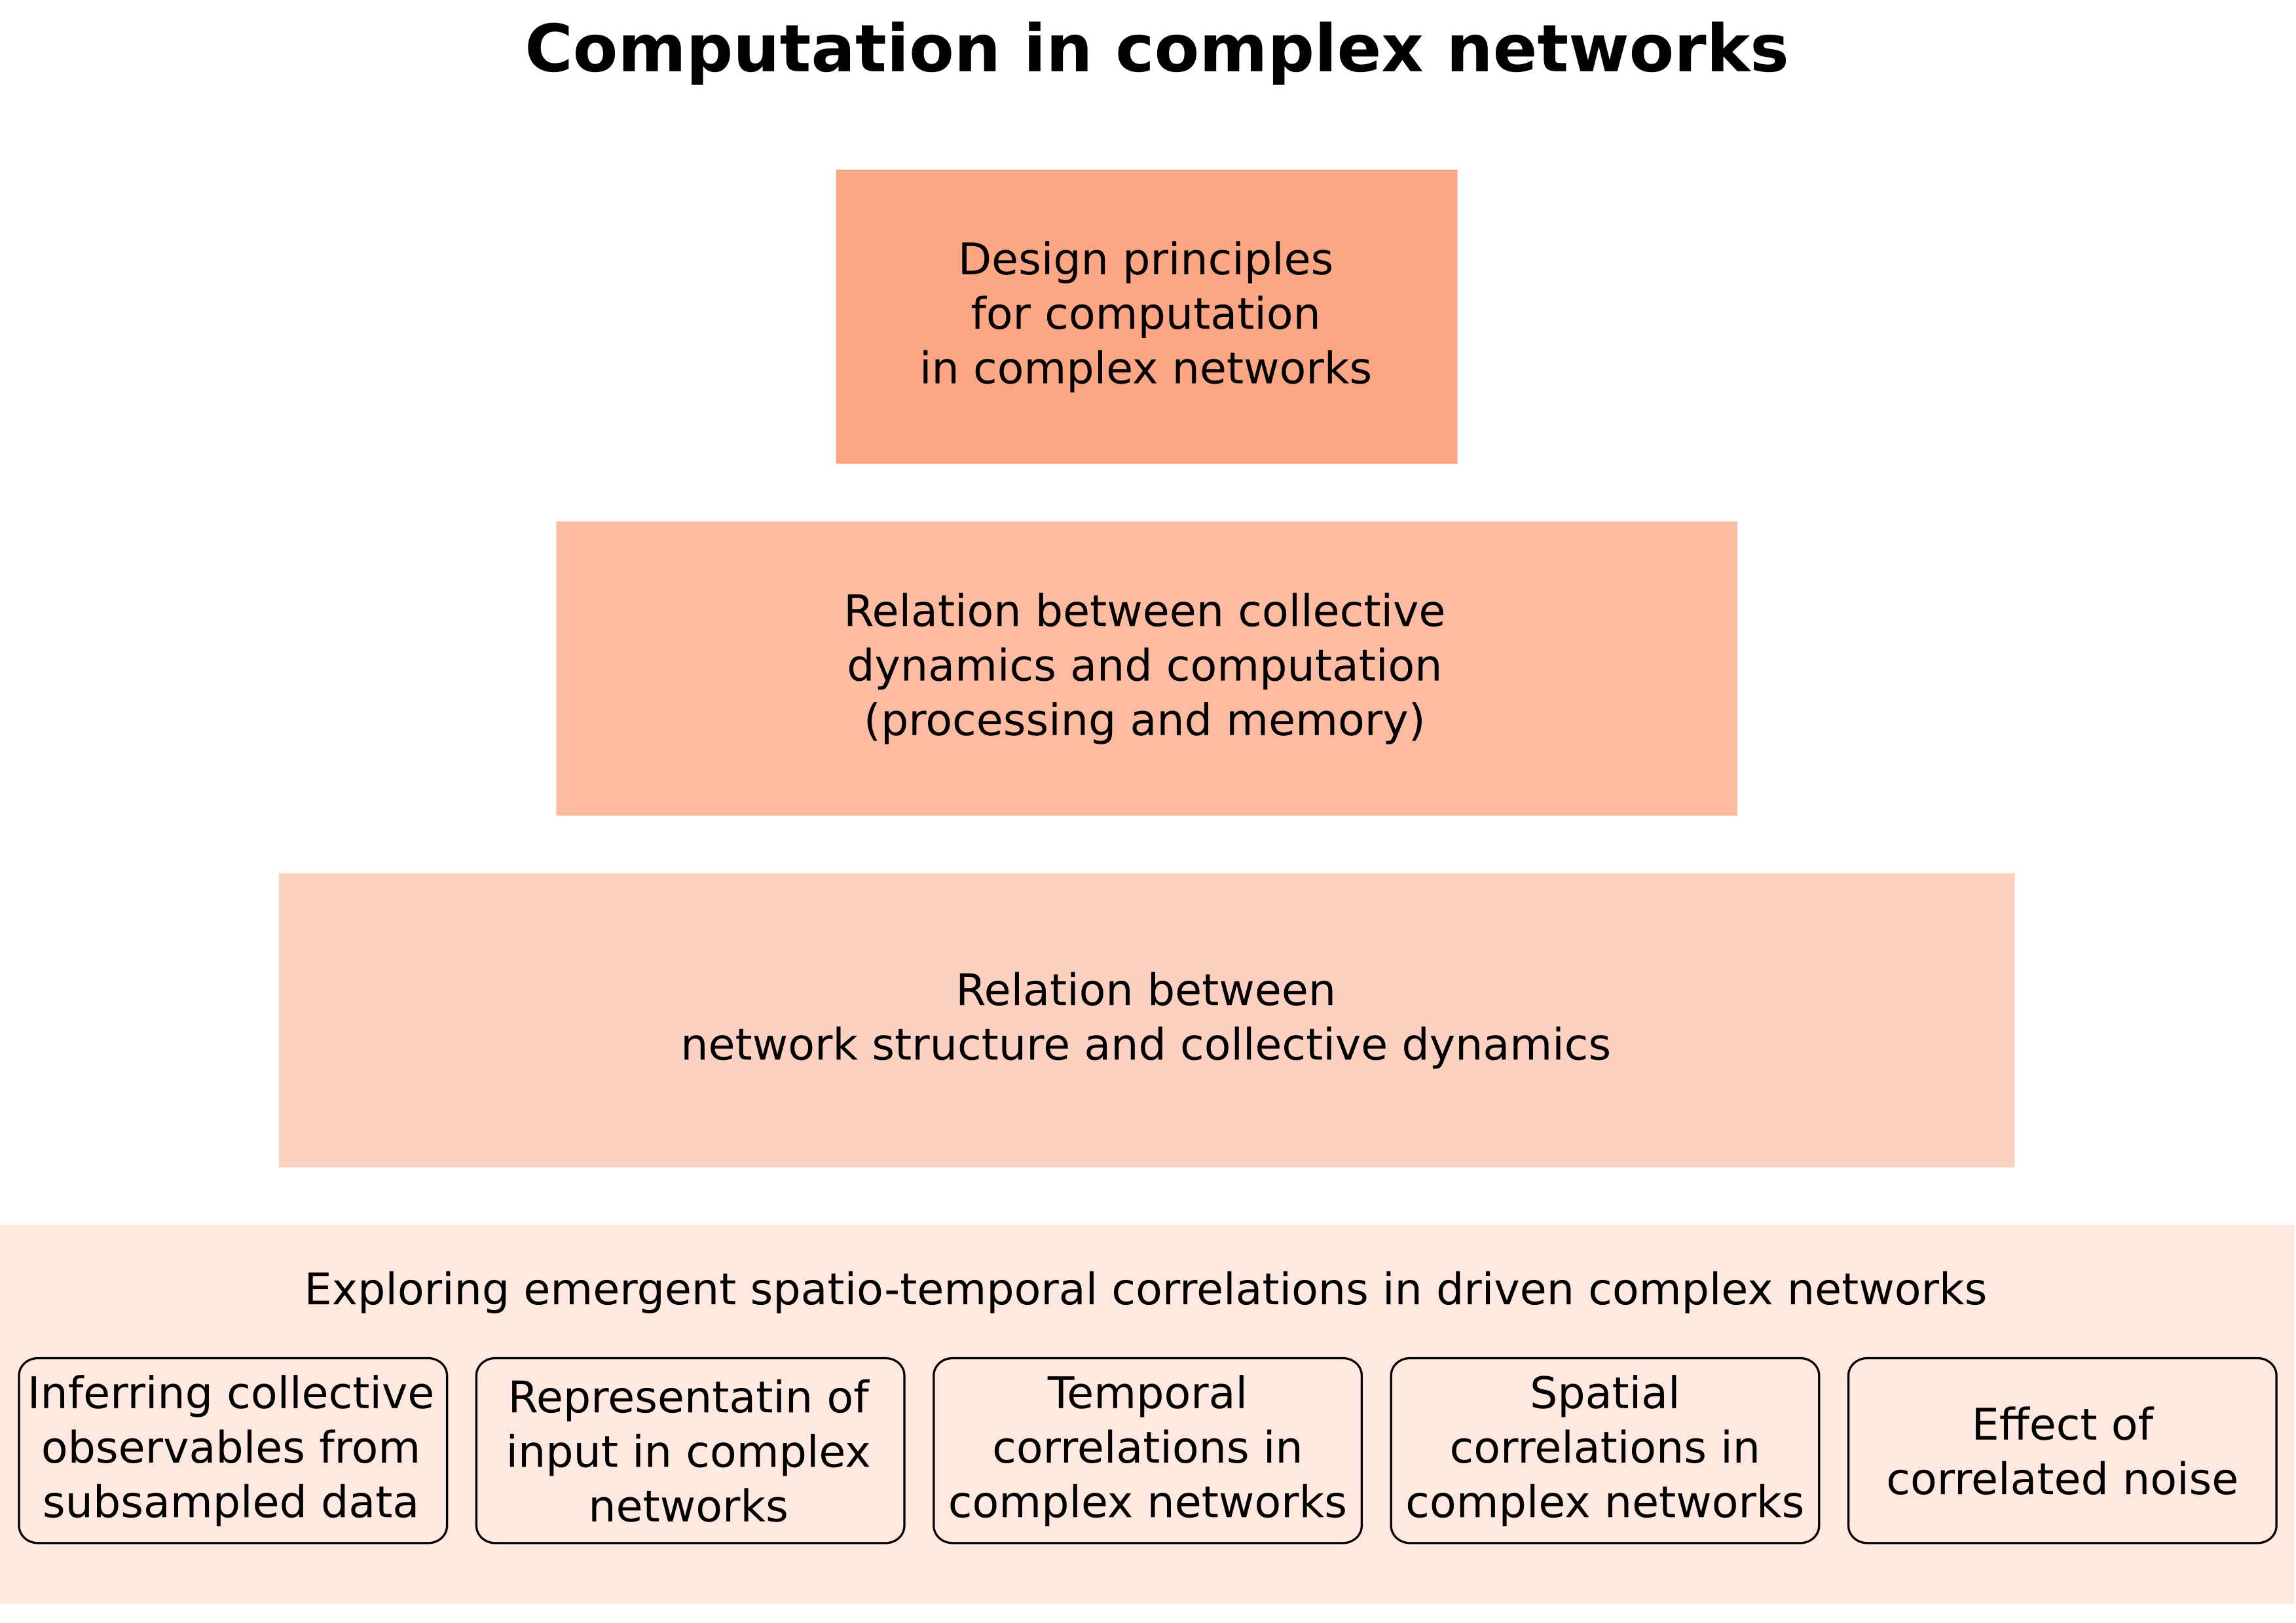 Computation in complex networks
Design principles
for computation
in complex networks
Relation between collective
dynamics and computation
(processing and memory)
Relation between
network structure and collective dynamics
Exploring emergent spatio-temporal correlations in driven complex networks
Inferring collective
observables from
subsampled data
Representatin of
input in complex
networks
Temporal
correlations in
complex networks
Spatial
correlations in
complex networks
Effect of
correlated noise